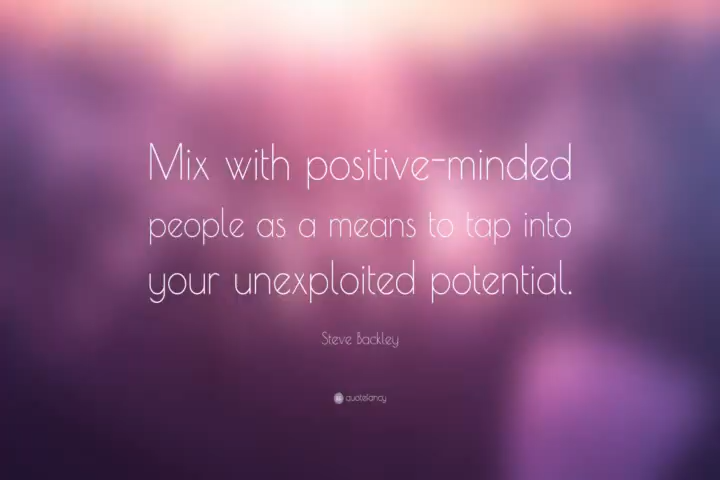 Mix with positive-minded
people as a means to tap into
your unexploited potential.
Steve Backley
quotefancy